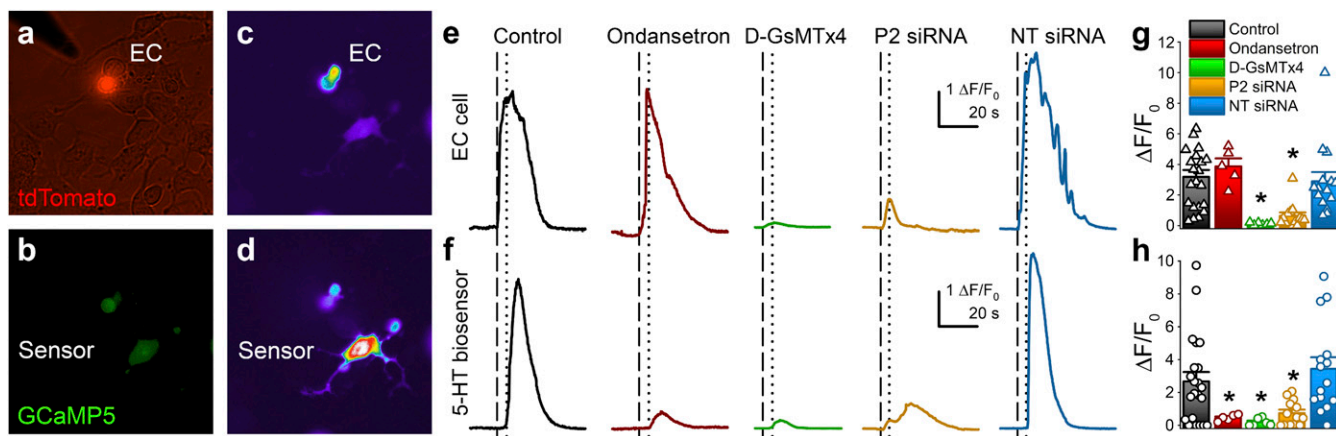 a
EC
tdTomato
b
Sensor
GCaMP5
c
EC
d
Sensor
e
Control
Ondansetron
D-GsMTx4
P2 siRNA
NT siRNA
EC cell
1 ΔF/F0
20 s
f
5-HT biosensor
1 ΔF/F0
20 s
g
Control
Ondansetron
D-GsMTx4
P2 siRNA
NT siRNA
ΔF/F0
12
10
8
6
4
2
0
*
*
h
ΔF/F0
10
8
6
4
2
0
*
*
*